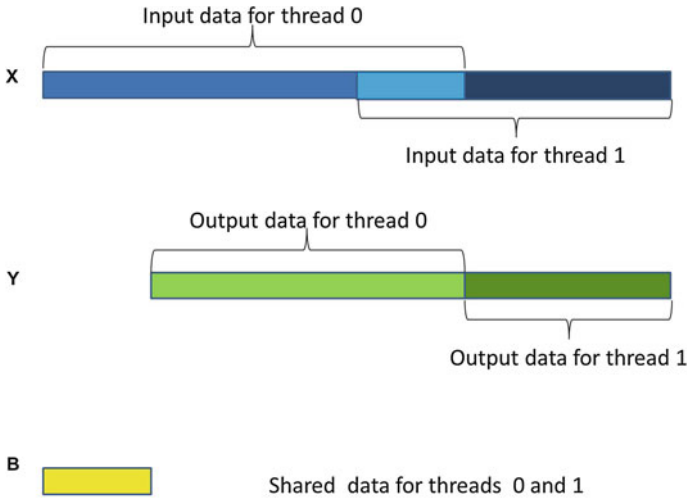 Input data for thread 0
X
Input data for thread 1
Output data for thread 0
Y
Output data for thread 1
B
Shared data for threads 0 and 1